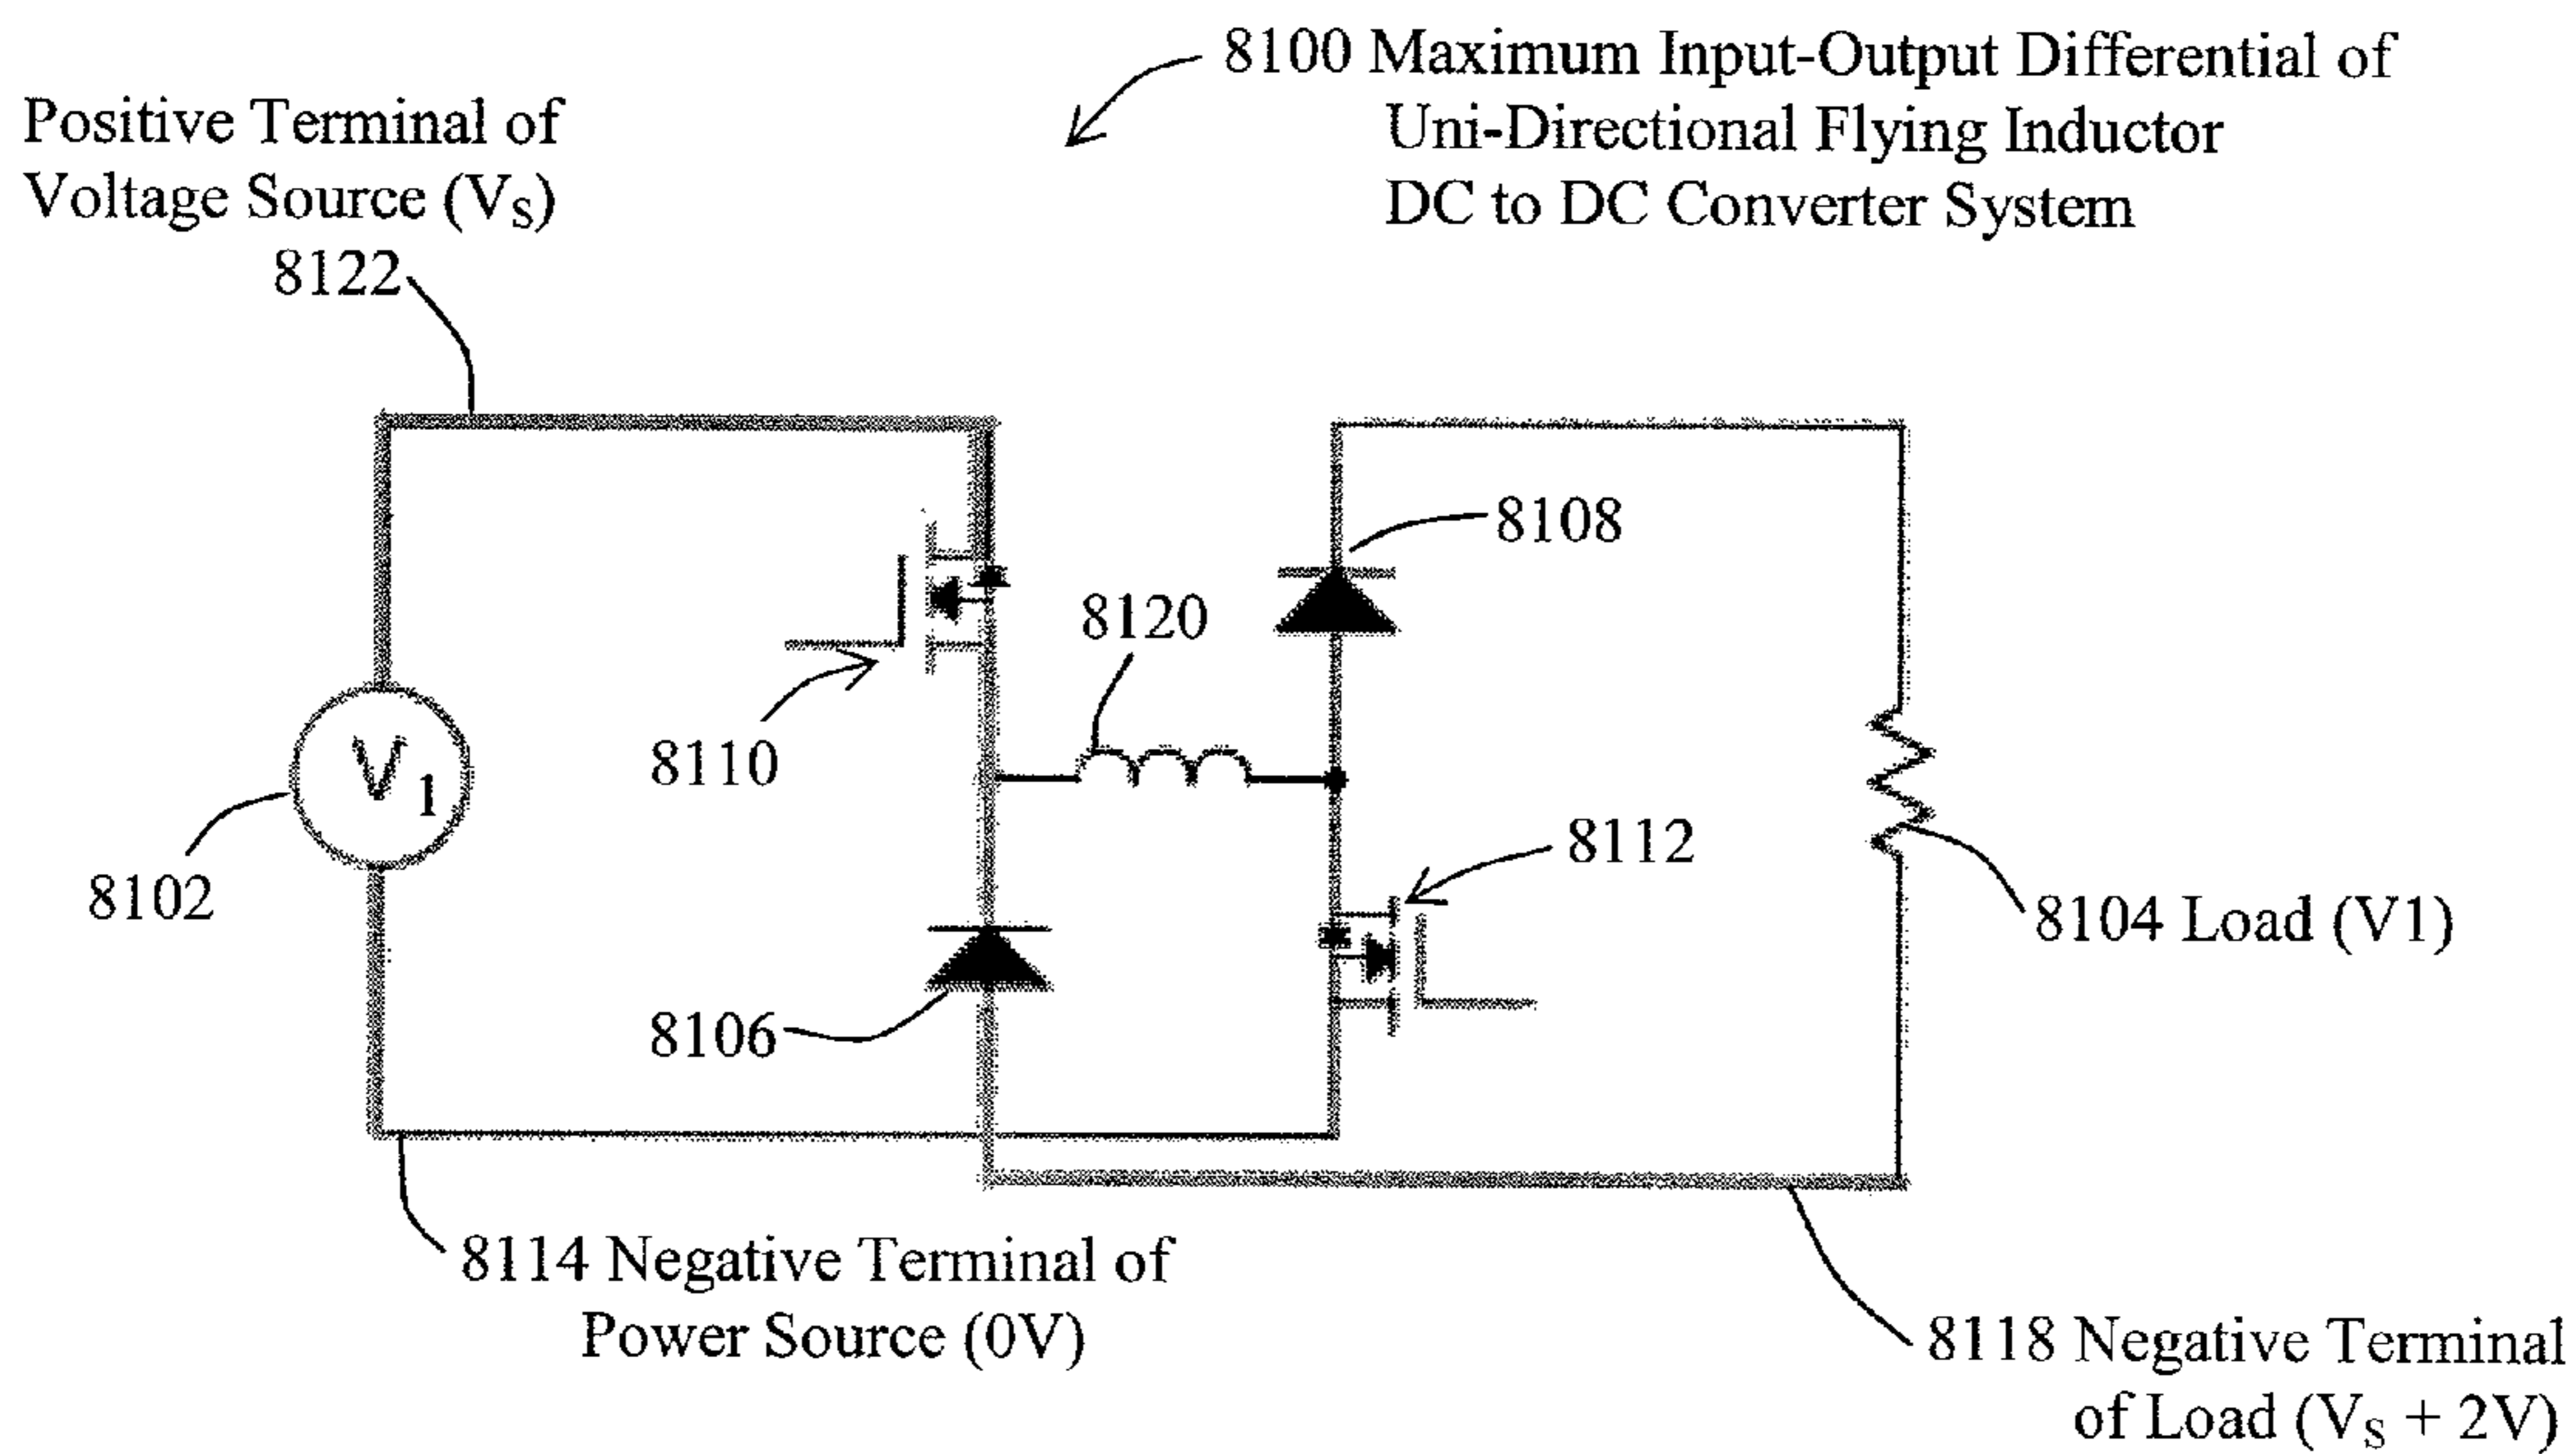 8100 Maximum Input-Output Differential of
Uni-Directional Flying Inductor
DC to DC Converter System
Positive Terminal of
Voltage Source (VS)
8122
8108
8120
8110
V1
8112
8102
8104 Load (V1)
8106
8114 Negative Terminal of
Power Source (0V)
8118 Negative Terminal
of Load (VS + 2V)